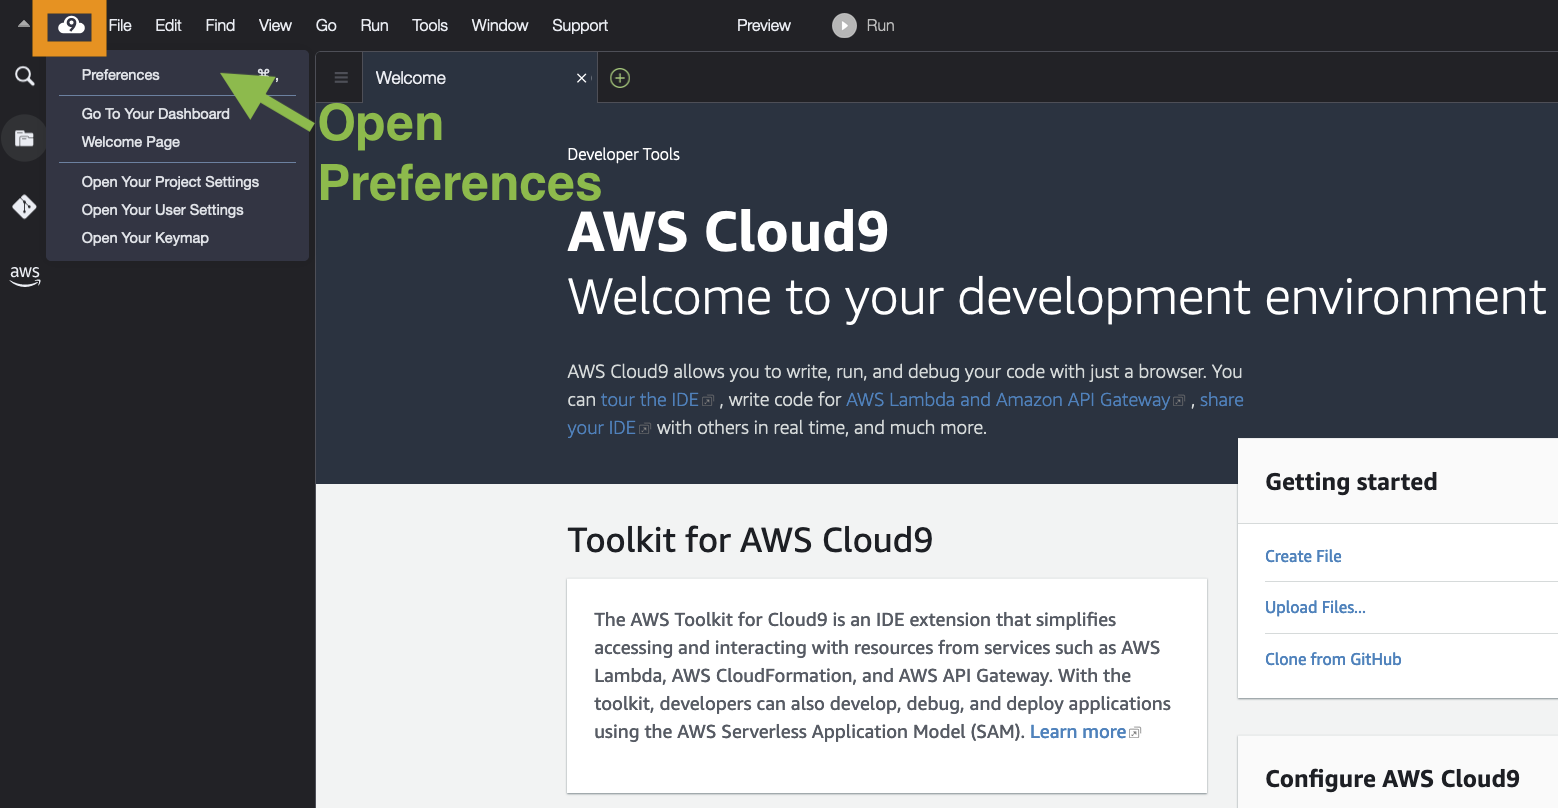 9 File Edit Find View Go Run Tools Window Support Preview Run
Preferences ⌘ ,
Go To Your Dashboard
Welcome Page
Open Your Project Settings
Open Your User Settings
Open Your Keymap
aws
Welcome
Open
Preferences
Developer Tools
AWS Cloud9
Welcome to your development environment
AWS Cloud9 allows you to write, run, and debug your code with just a browser. You
can tour the IDE , write code for AWS Lambda and Amazon API Gateway , share
your IDE with others in real time, and much more.
Toolkit for AWS Cloud9
The AWS Toolkit for Cloud9 is an IDE extension that simplifies
accessing and interacting with resources from services such as AWS
Lambda, AWS CloudFormation, and AWS API Gateway. With the
toolkit, developers can also develop, debug, and deploy applications
using the AWS Serverless Application Model (SAM). Learn more
Getting started
Create File
Upload Files...
Clone from GitHub
Configure AWS Cloud9